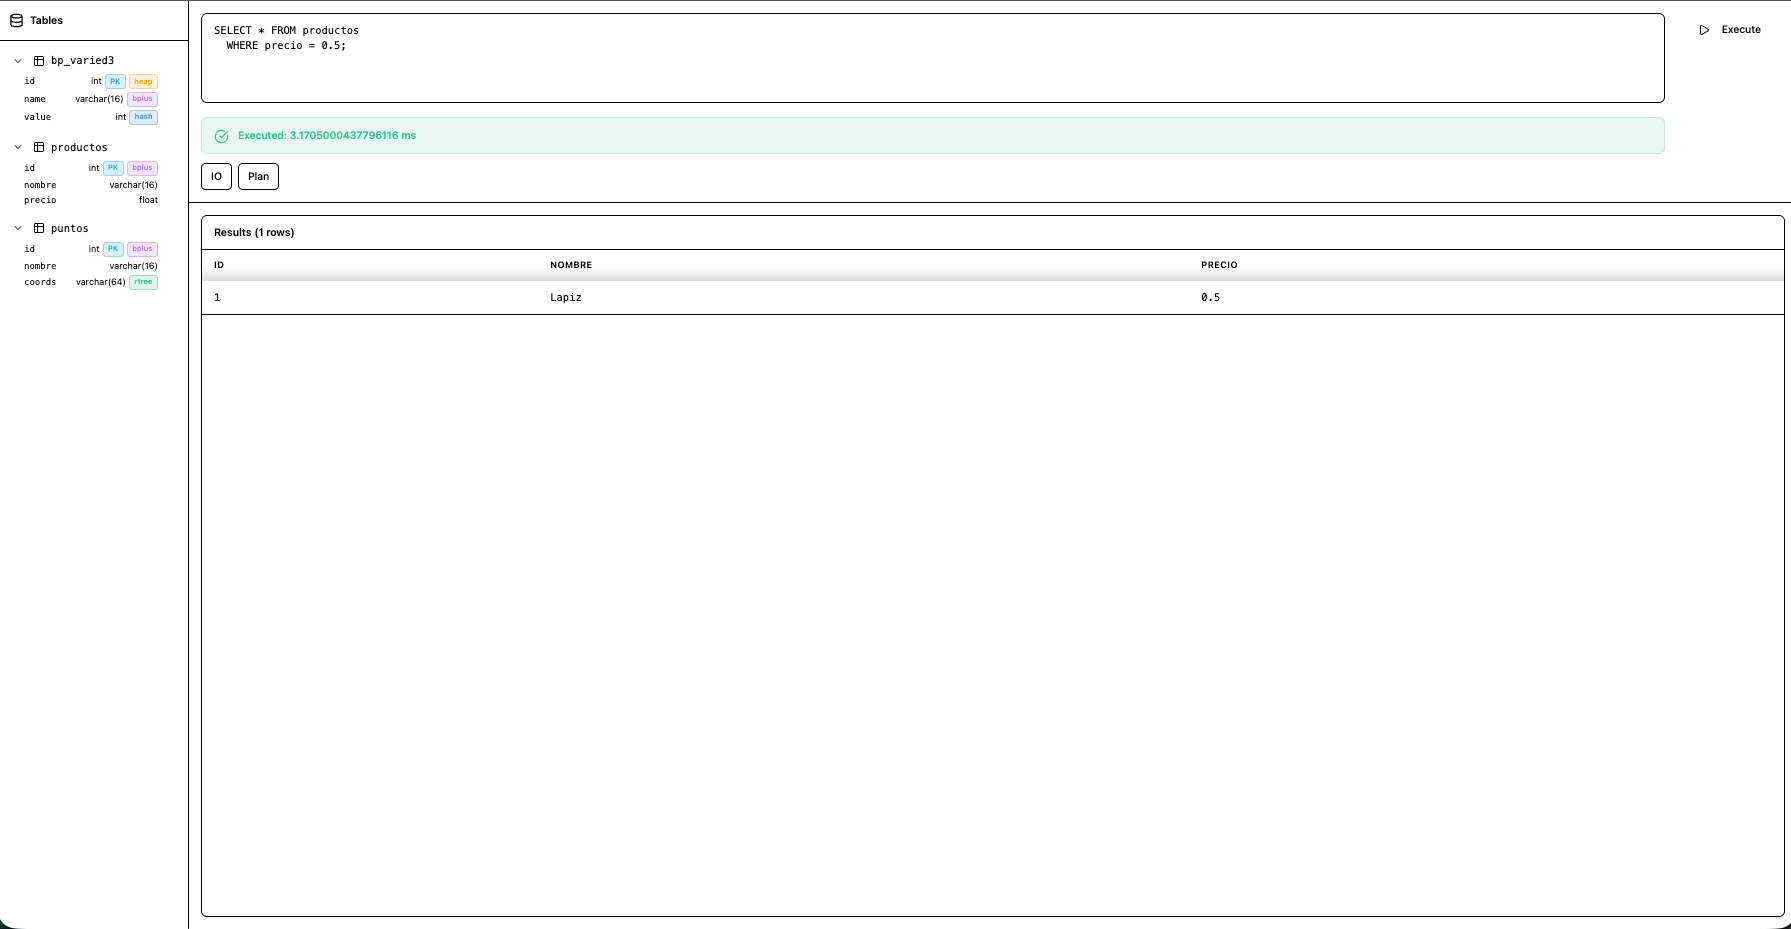 Tables
bp_varied3
id int PK heap
name varchar(16) bplus
value int hash
productos
id int PK bplus
nombre varchar(16)
precio float
puntos
id int PK bplus
nombre varchar(16)
coords varchar(64) rtree
SELECT * FROM productos
WHERE precio = 0.5;
Execute
Executed: 3.1705000437796116 ms
IO Plan
Results (1 rows)
ID NOMBRE PRECIO
1 Lapiz 0.5